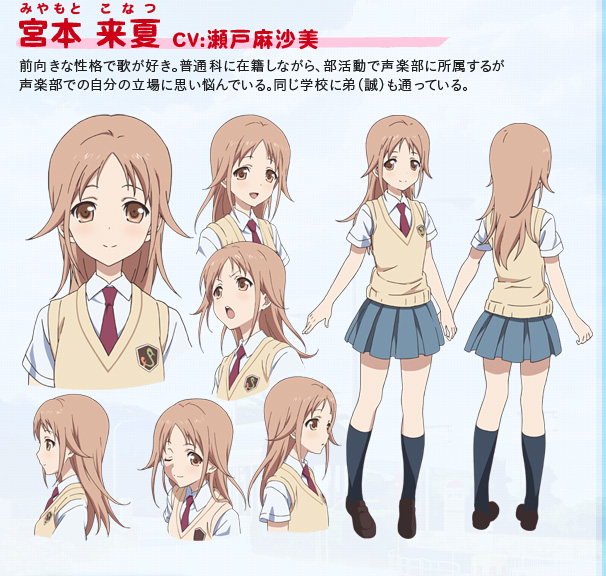 みやもと こなつ
宮本 来夏 CV:瀬戸麻沙美
前向きな性格で歌が好き。普通科に在籍しながら、部活動で声楽部に所属するが
声楽部での自分の立場に思い悩んでいる。同じ学校に弟(誠)も通っている。